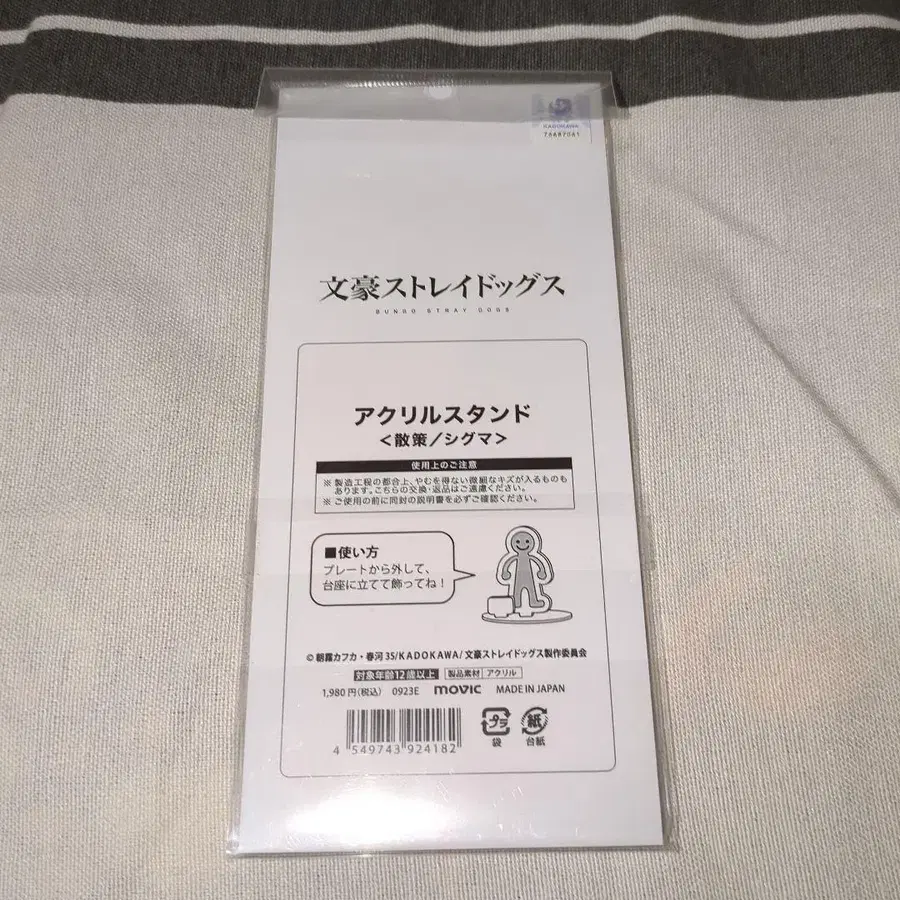 KADOKAWA
76687061
文豪ストレイドッグス
BUNGO STRAY DOGS
アクリルスタンド
＜散策／シグマ＞
使用上のご注意
※ 製造工程の都合上、やむを得ない微細なキズが入るものも
あります。こちらの交換・返品はご遠慮ください。
※ ご使用の前に同封の説明書を必ずご確認ください。
■使い方
プレートから外して、
台座に立てて飾ってね！
© 朝霧カフカ・春河35/KADOKAWA/文豪ストレイドッグス製作委員会
対象年齢12歳以上 製品素材 アクリル
1,980円(税込) 0923E movic MADE IN JAPAN
4 549743 924182
プラ 紙
袋 台紙